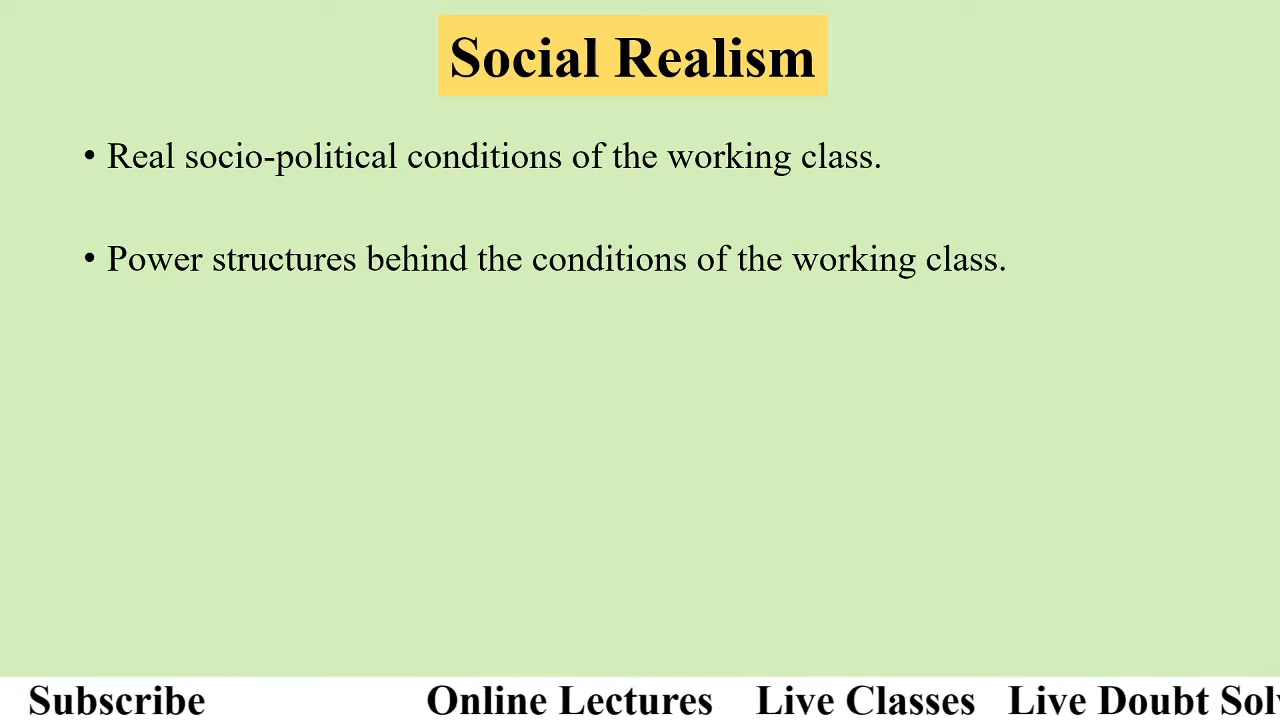 Social Realism
• Real socio-political conditions of the working class.
• Power structures behind the conditions of the working class.
Subscribe Online Lectures Live Classes Live Doubt